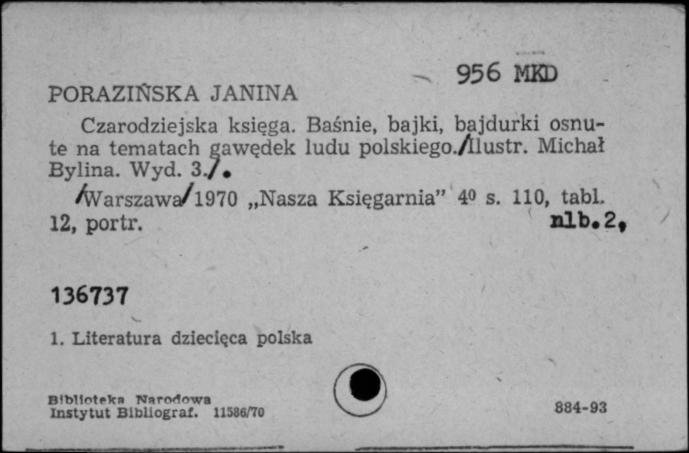 956 MKD
PORAZIŃSKA JANINA
Czarodziejska księga. Baśnie, bajki, bajdurki osnu-
te na tematach gawędek ludu polskiego./Ilustr. Michał
Bylina. Wyd. 3./.
/Warszawa/ 1970 „Nasza Księgarnia" 4⁰ s. 110, tabl.
12, portr. nlb.2,
136737
1. Literatura dziecięca polska
Biblioteka Narodowa
Instytut Bibliograf. 11586/70
884-93